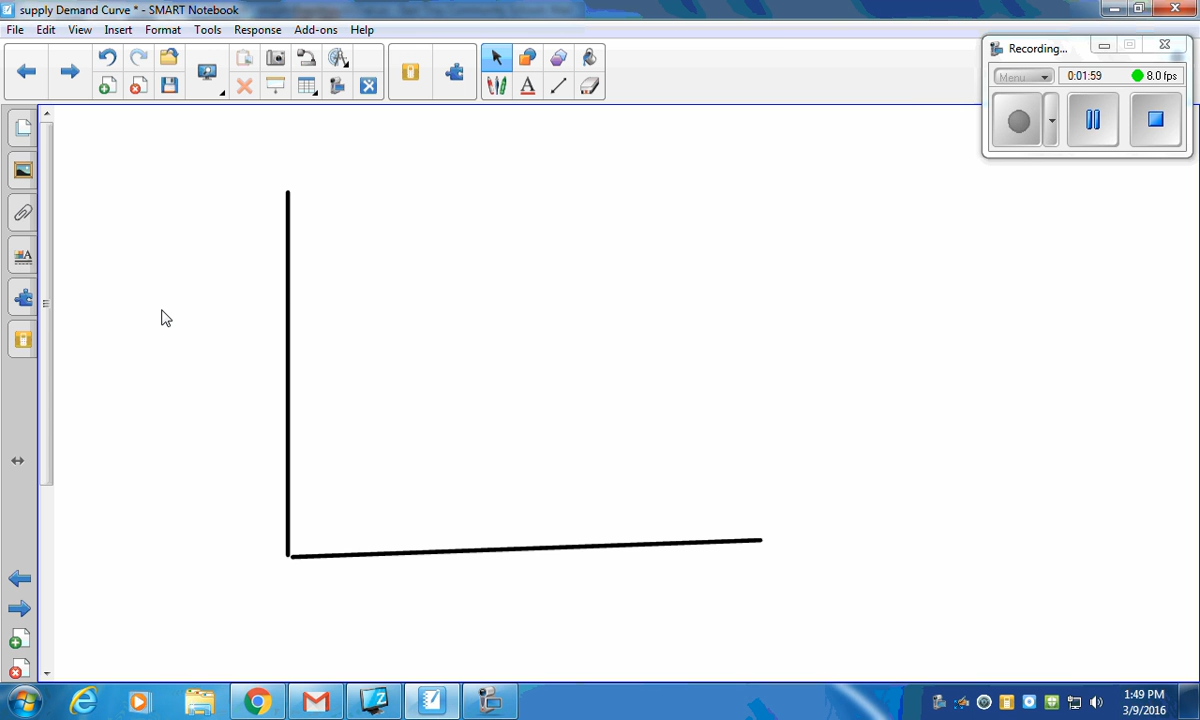 supply Demand Curve * - SMART Notebook
File Edit View Insert Format Tools Response Add-ons Help
Recording...
Menu 0:01:59 8.0 fps
1:49 PM
3/9/2016